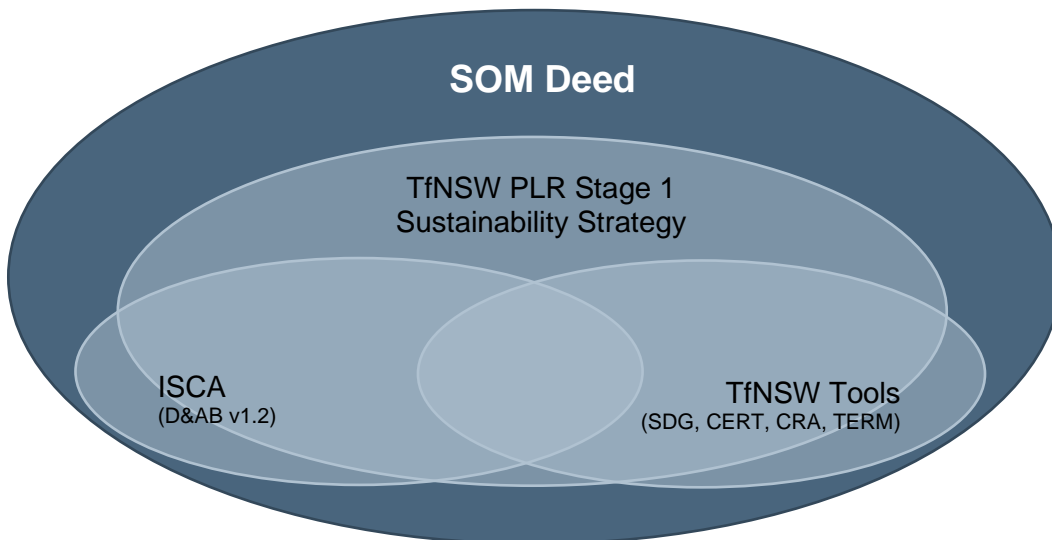 SOM Deed
TfNSW PLR Stage 1
Sustainability Strategy
ISCA
(D&AB v1.2)
TfNSW Tools
(SDG, CERT, CRA, TERM)